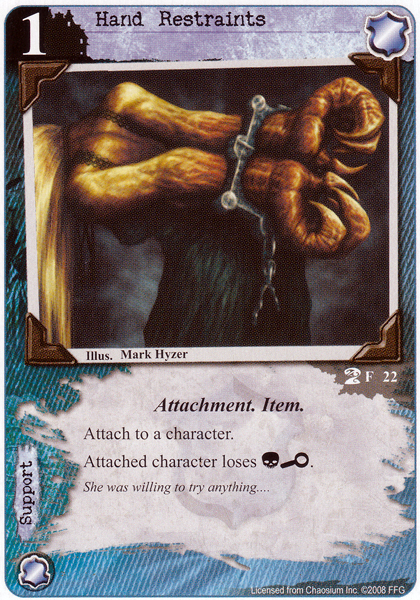 Hand Restraints
1
Illus. Mark Hyzer
F 22
Attachment. Item.
Attach to a character.
Attached character loses .
She was willing to try anything....
Support
Licensed from Chaosium Inc. ©2008 FFG